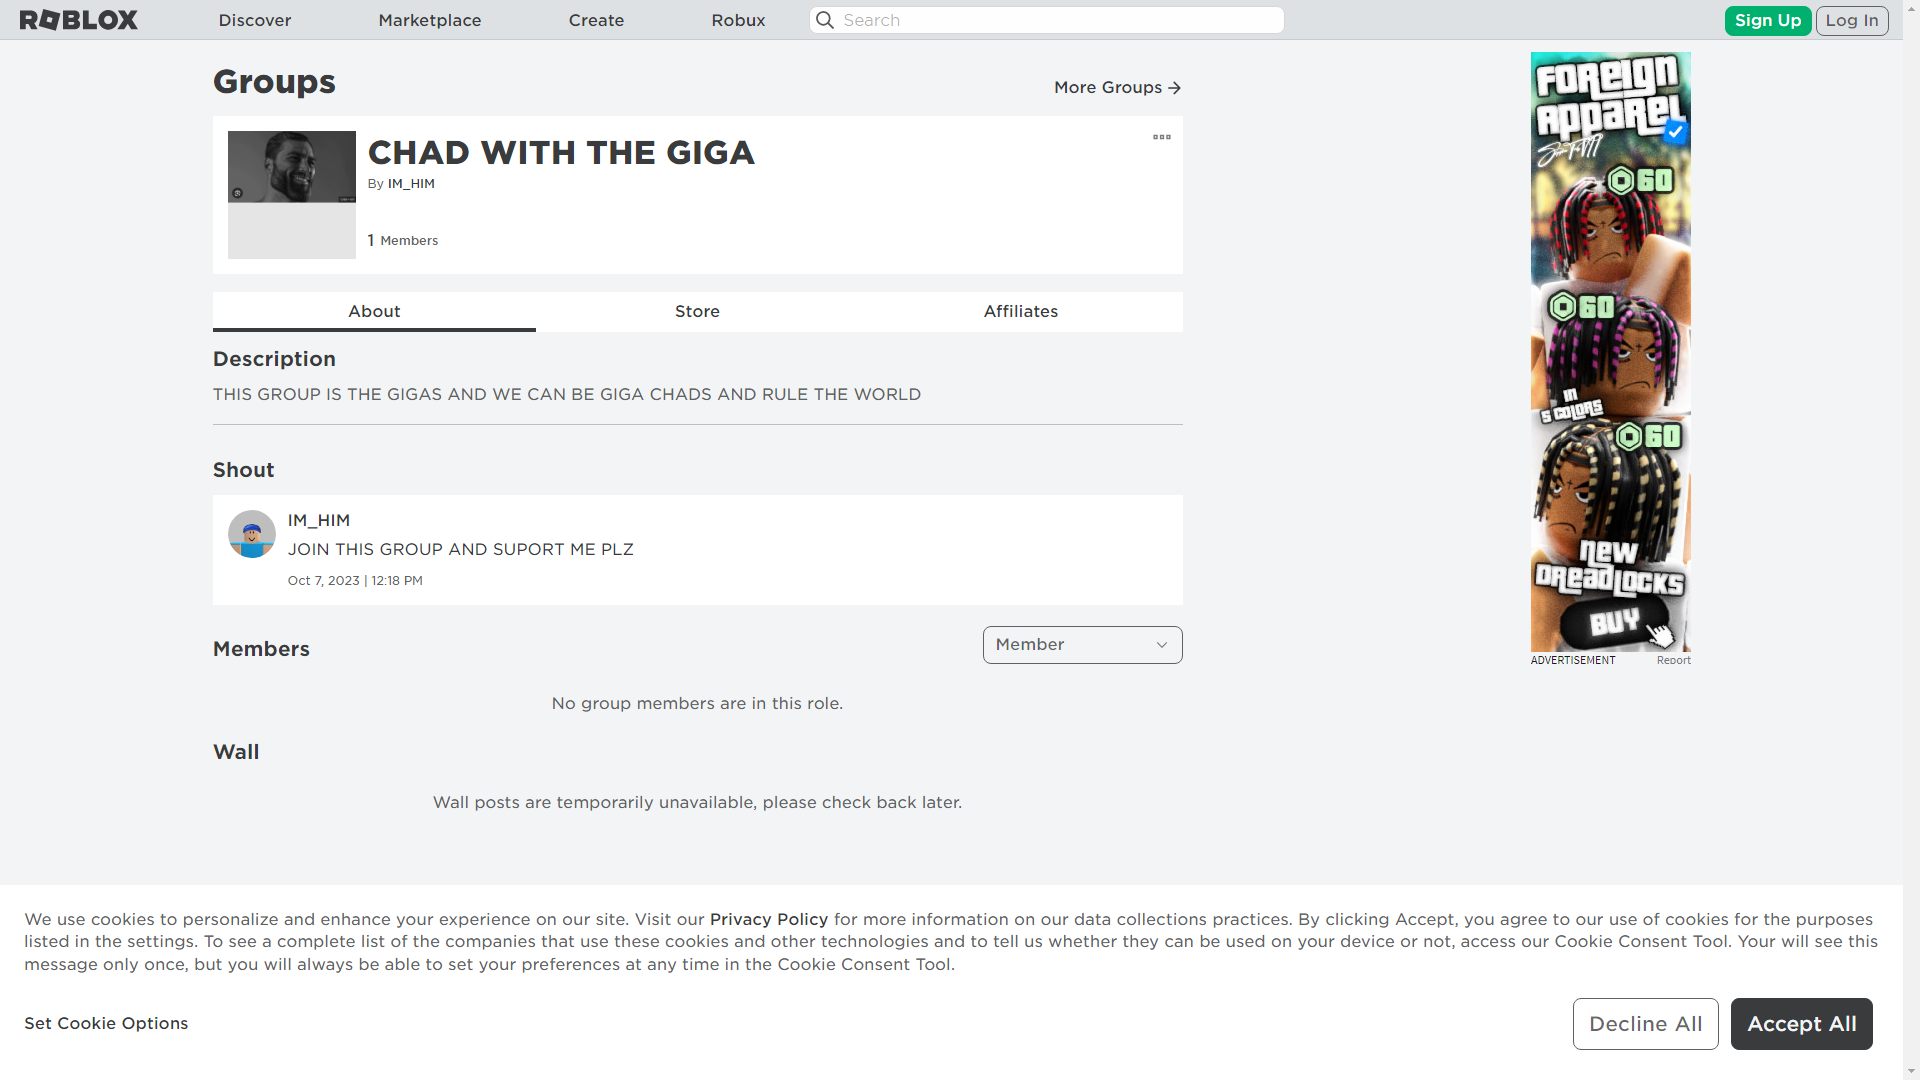 ROBLOX Discover Marketplace Create Robux Search Sign Up Log In
Groups
More Groups
CHAD WITH THE GIGA
By IM_HIM
1 Members
About Store Affiliates
Description
THIS GROUP IS THE GIGAS AND WE CAN BE GIGA CHADS AND RULE THE WORLD
Shout
IM_HIM
JOIN THIS GROUP AND SUPORT ME PLZ
Oct 7, 2023 | 12:18 PM
Members
Member
No group members are in this role.
Wall
Wall posts are temporarily unavailable, please check back later.
FOREIGN
APPAREL
60
60
IN
5 COLORS
60
NEW
DREADLOCKS
BUY
ADVERTISEMENT Report
We use cookies to personalize and enhance your experience on our site. Visit our Privacy Policy for more information on our data collections practices. By clicking Accept, you agree to our use of cookies for the purposes
listed in the settings. To see a complete list of the companies that use these cookies and other technologies and to tell us whether they can be used on your device or not, access our Cookie Consent Tool. Your will see this
message only once, but you will always be able to set your preferences at any time in the Cookie Consent Tool.
Set Cookie Options
Decline All Accept All